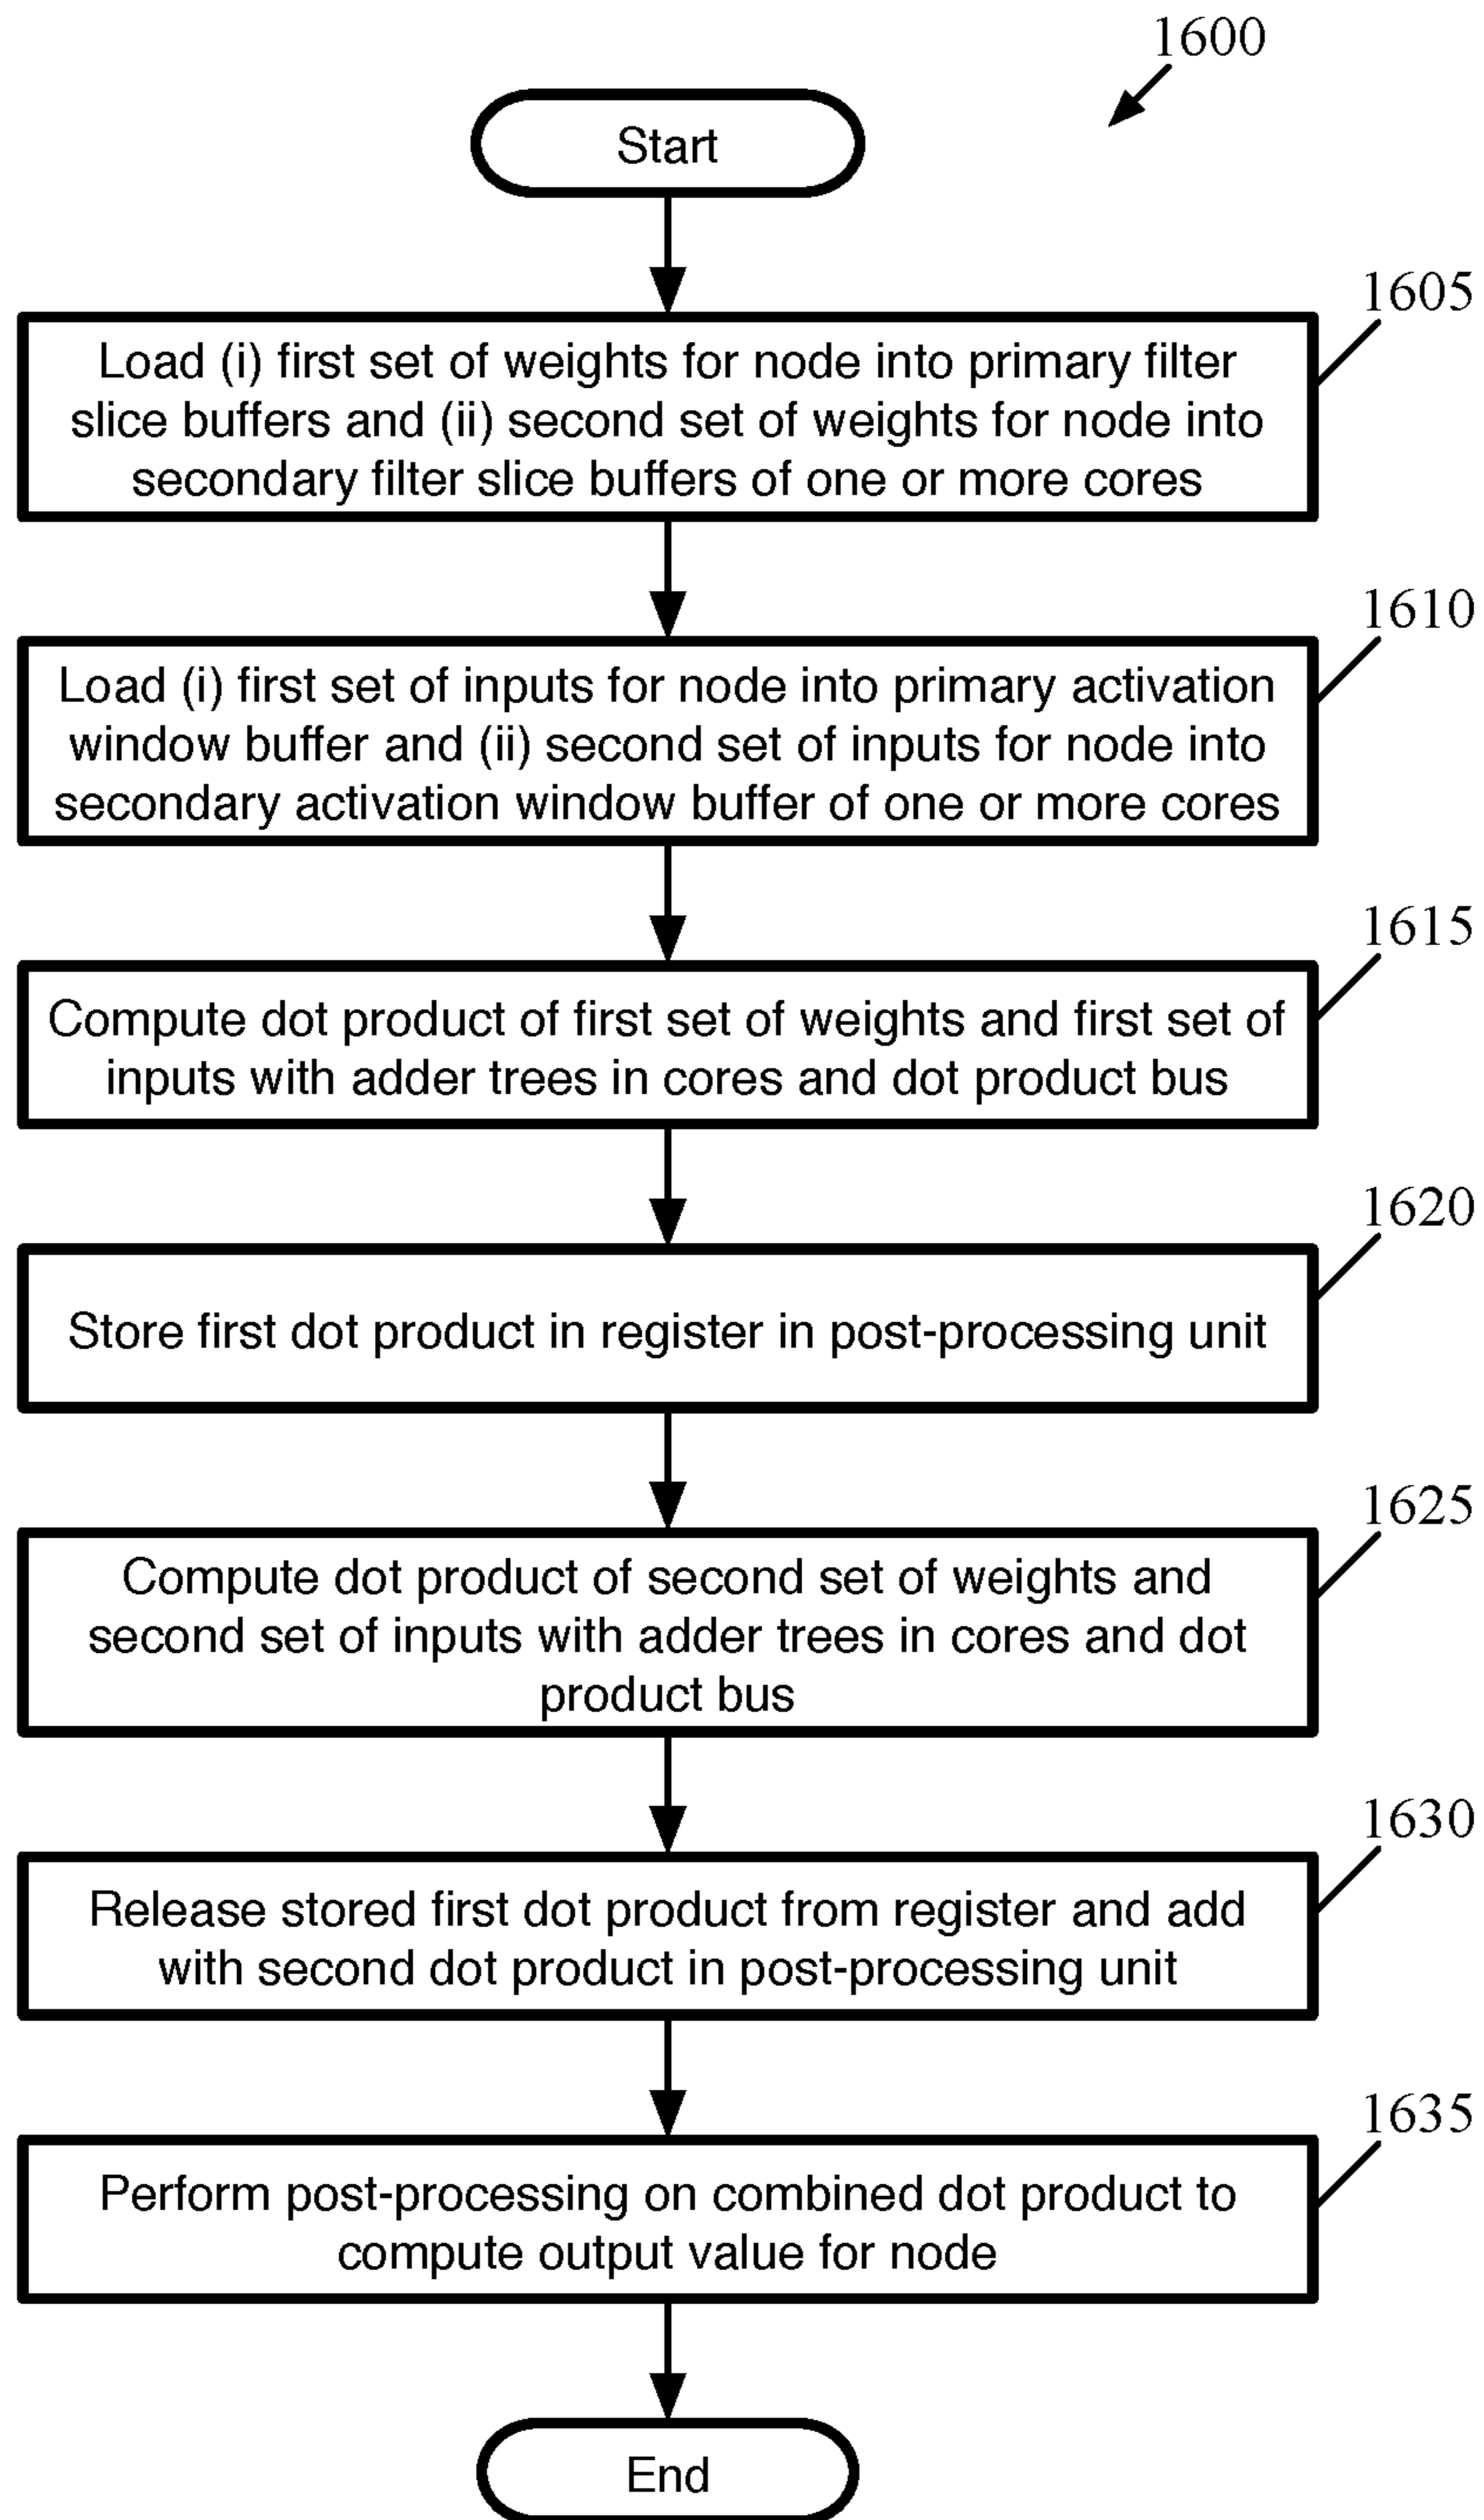 1600
Start
1605
Load (i) first set of weights for node into primary filter
slice buffers and (ii) second set of weights for node into
secondary filter slice buffers of one or more cores
1610
Load (i) first set of inputs for node into primary activation
window buffer and (ii) second set of inputs for node into
secondary activation window buffer of one or more cores
1615
Compute dot product of first set of weights and first set of
inputs with adder trees in cores and dot product bus
1620
Store first dot product in register in post-processing unit
1625
Compute dot product of second set of weights and
second set of inputs with adder trees in cores and dot
product bus
1630
Release stored first dot product from register and add
with second dot product in post-processing unit
1635
Perform post-processing on combined dot product to
compute output value for node
End